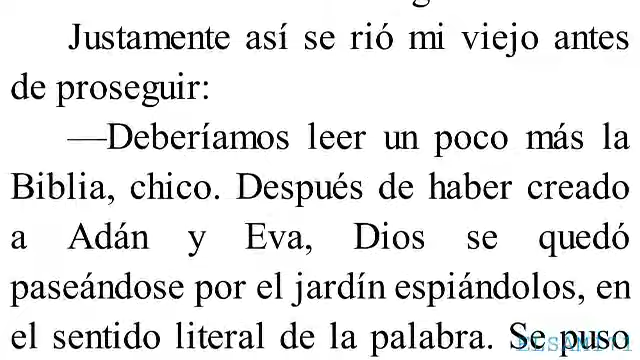 Justamente así se rió mi viejo antes
de proseguir:
—Deberíamos leer un poco más la
Biblia, chico. Después de haber creado
a Adán y Eva, Dios se quedó
paseándose por el jardín espiándolos, en
el sentido literal de la palabra. Se puso